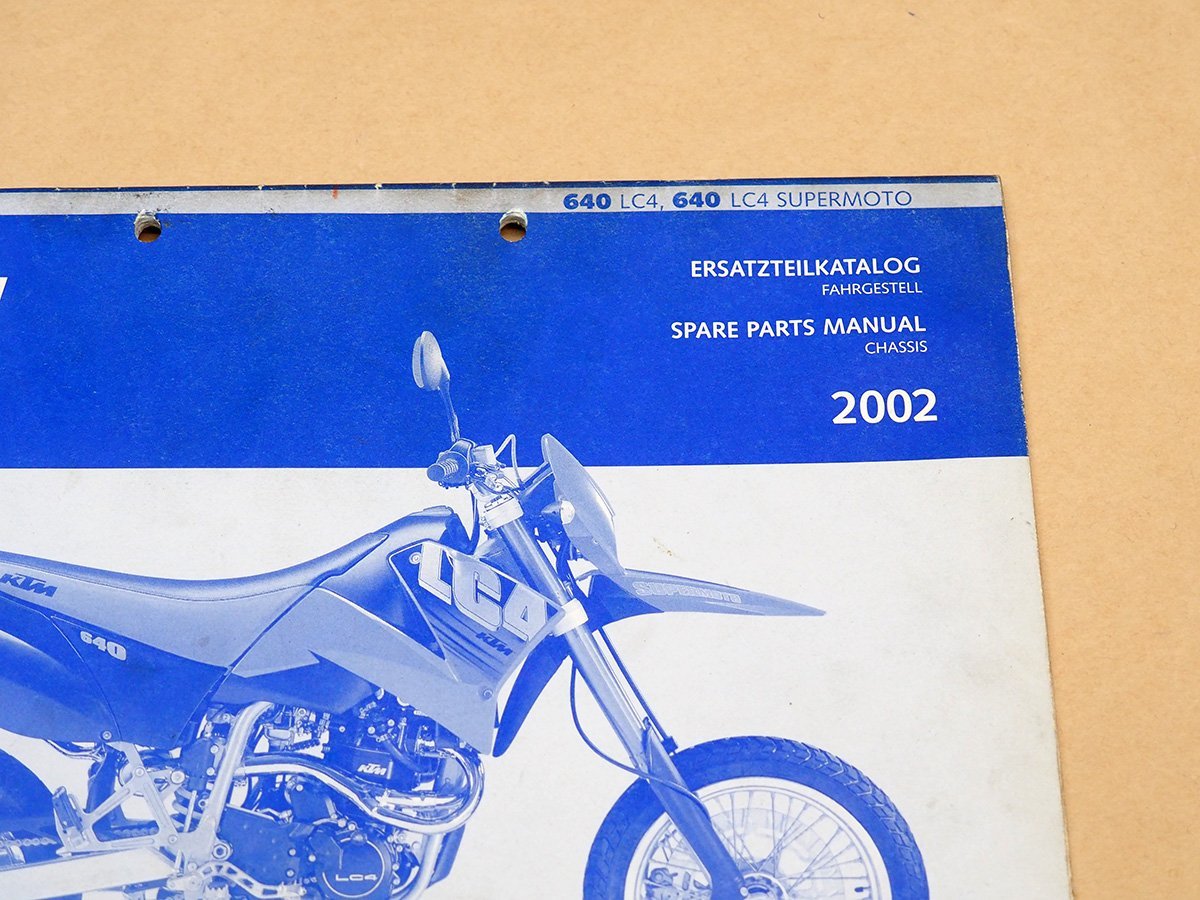 640 LC4, 640 LC4 SUPERMOTO
ERSATZTEILKATALOG
FAHRGESTELL
SPARE PARTS MANUAL
CHASSIS
2002
LC4
KTM
SUPERMOTO
KTM
640
KTM
LC4